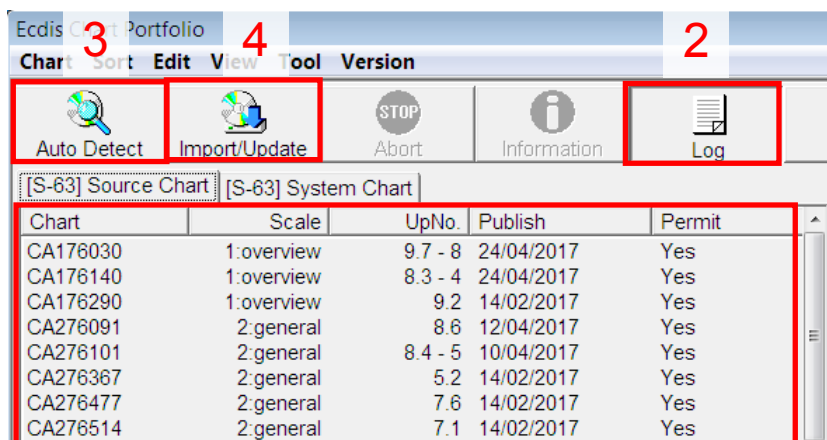 Ecdis Chart Portfolio
3 4 2
Chart Sort Edit View Tool Version
STOP
Auto Detect Import/Update Abort Information Log
[S-63] Source Chart [S-63] System Chart
Chart Scale UpNo. Publish Permit
CA176030 1:overview 9.7 - 8 24/04/2017 Yes
CA176140 1:overview 8.3 - 4 24/04/2017 Yes
CA176290 1:overview 9.2 14/02/2017 Yes
CA276091 2:general 8.6 12/04/2017 Yes
CA276101 2:general 8.4 - 5 10/04/2017 Yes
CA276367 2:general 5.2 14/02/2017 Yes
CA276477 2:general 7.6 14/02/2017 Yes
CA276514 2:general 7.1 14/02/2017 Yes